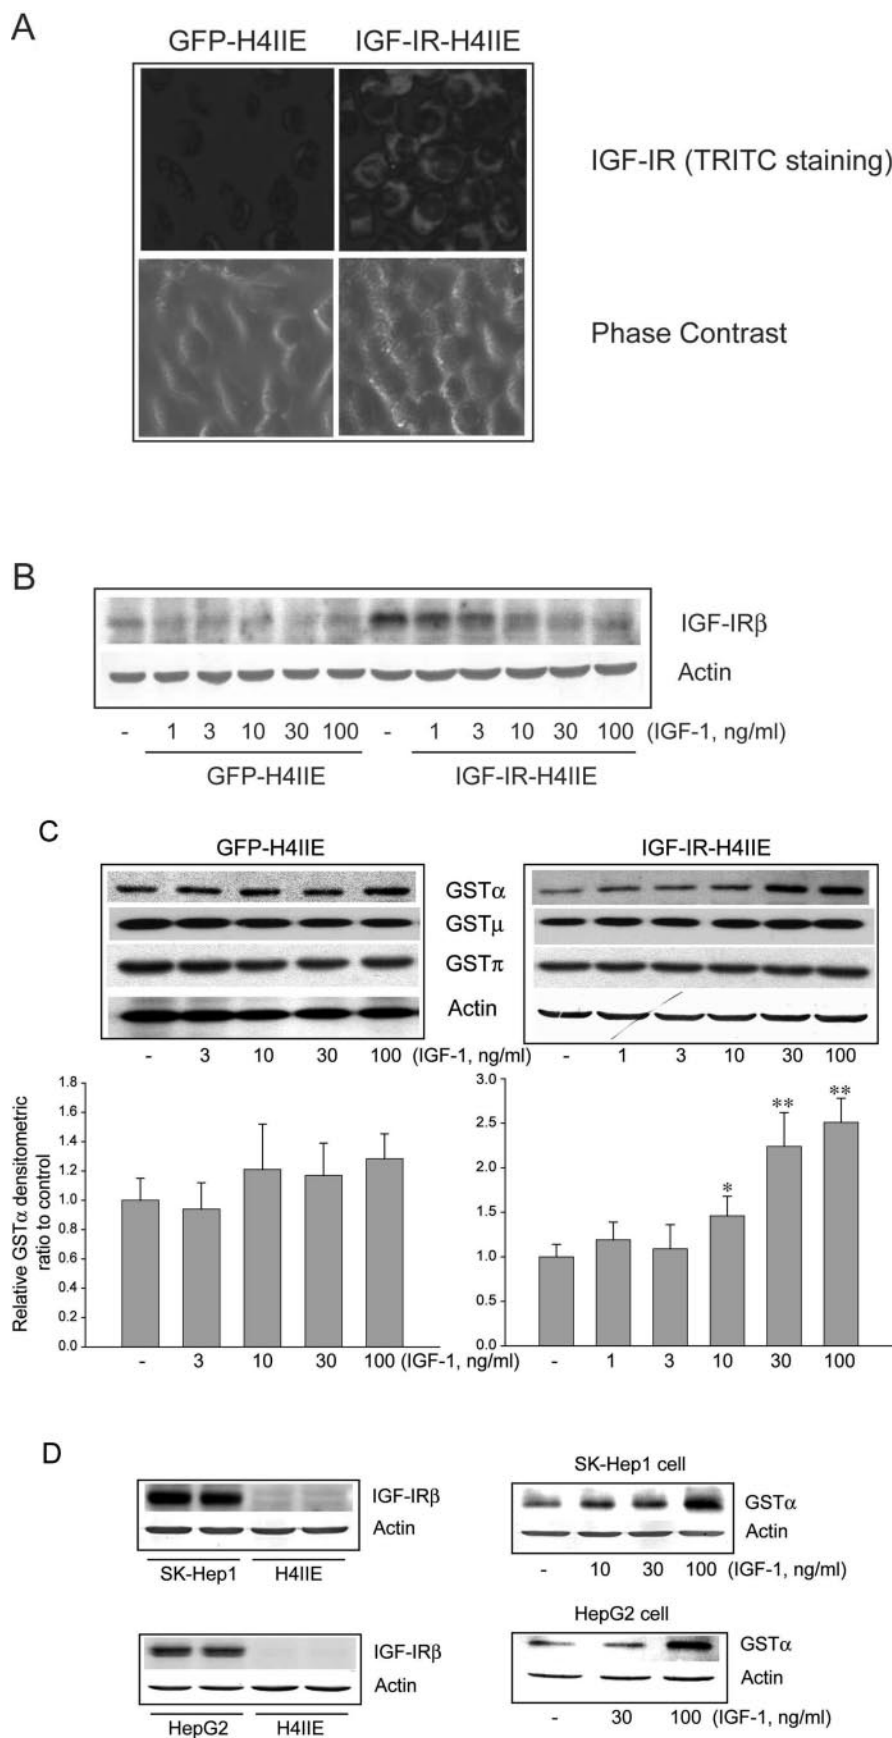 A
GFP-H4IIE IGF-IR-H4IIE
IGF-IR (TRITC staining)
Phase Contrast
B
IGF-IRβ
Actin
- 1 3 10 30 100 - 1 3 10 30 100 (IGF-1, ng/ml)
GFP-H4IIE IGF-IR-H4IIE
C
GFP-H4IIE IGF-IR-H4IIE
GSTα
GSTμ
GSTπ
Actin
- 3 10 30 100 (IGF-1, ng/ml) - 1 3 10 30 100
Relative GSTα densitometric
ratio to control
1.8
1.6
1.4
1.2
1.0
0.8
0.6
0.4
0.2
0.0
- 3 10 30 100 (IGF-1, ng/ml)
3.0
2.5
2.0
1.5
1.0
0.5
0.0
* ** **
- 1 3 10 30 100
D
IGF-IRβ
Actin
SK-Hep1 H4IIE
SK-Hep1 cell
GSTα
Actin
- 10 30 100 (IGF-1, ng/ml)
IGF-IRβ
Actin
HepG2 H4IIE
HepG2 cell
GSTα
Actin
- 30 100 (IGF-1, ng/ml)